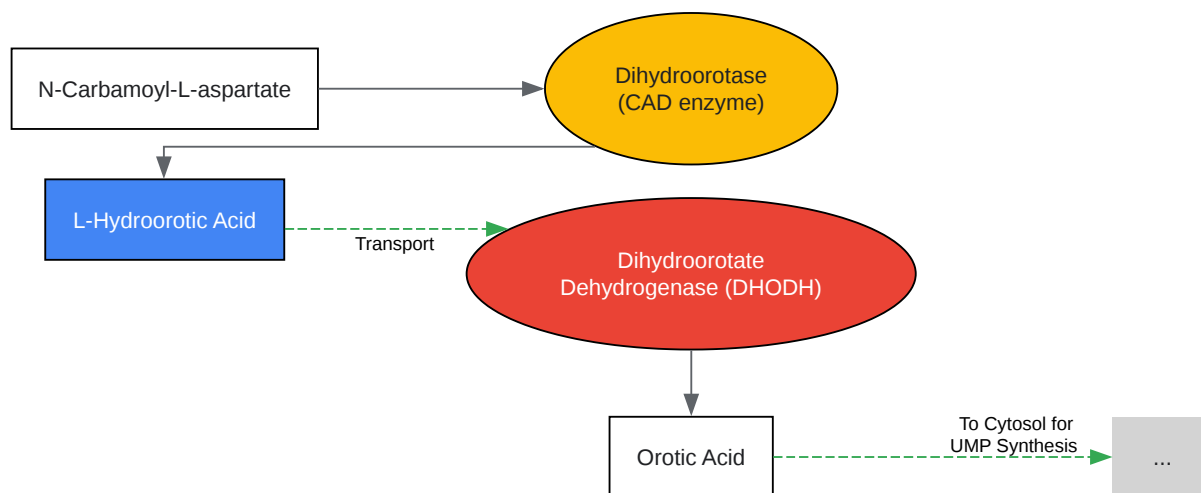 N-Carbamoyl-L-aspartate
Dihydroorotase
(CAD enzyme)
L-Hydroorotic Acid
Transport
Dihydroorotate
Dehydrogenase (DHODH)
Orotic Acid
To Cytosol for
UMP Synthesis
...